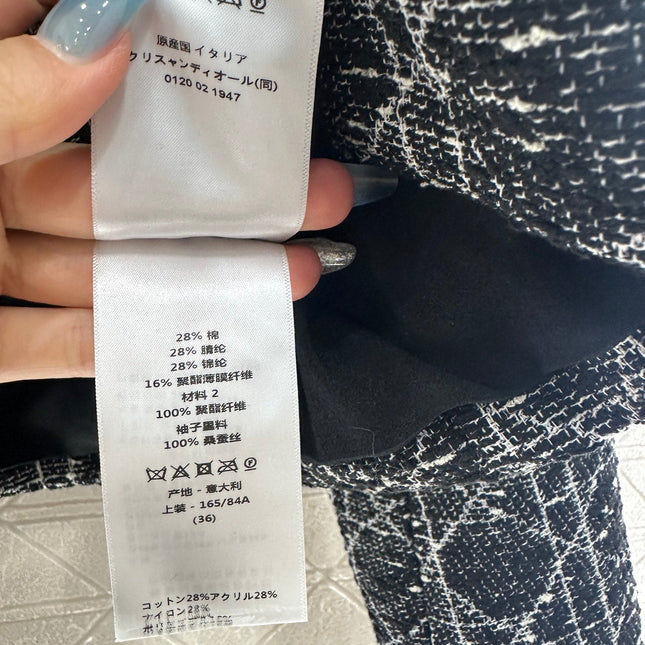 原産国 イタリア
クリスャンディオール(同)
0120 02 1947
28% 棉
28% 腈纶
28% 锦纶
16% 聚酯薄膜纤维
材料 2
100% 聚酯纤维
袖子里料
100% 桑蚕丝
产地 - 意大利
上装 - 165/84A
(36)
コットン28%アクリル28%
ナイロン28%